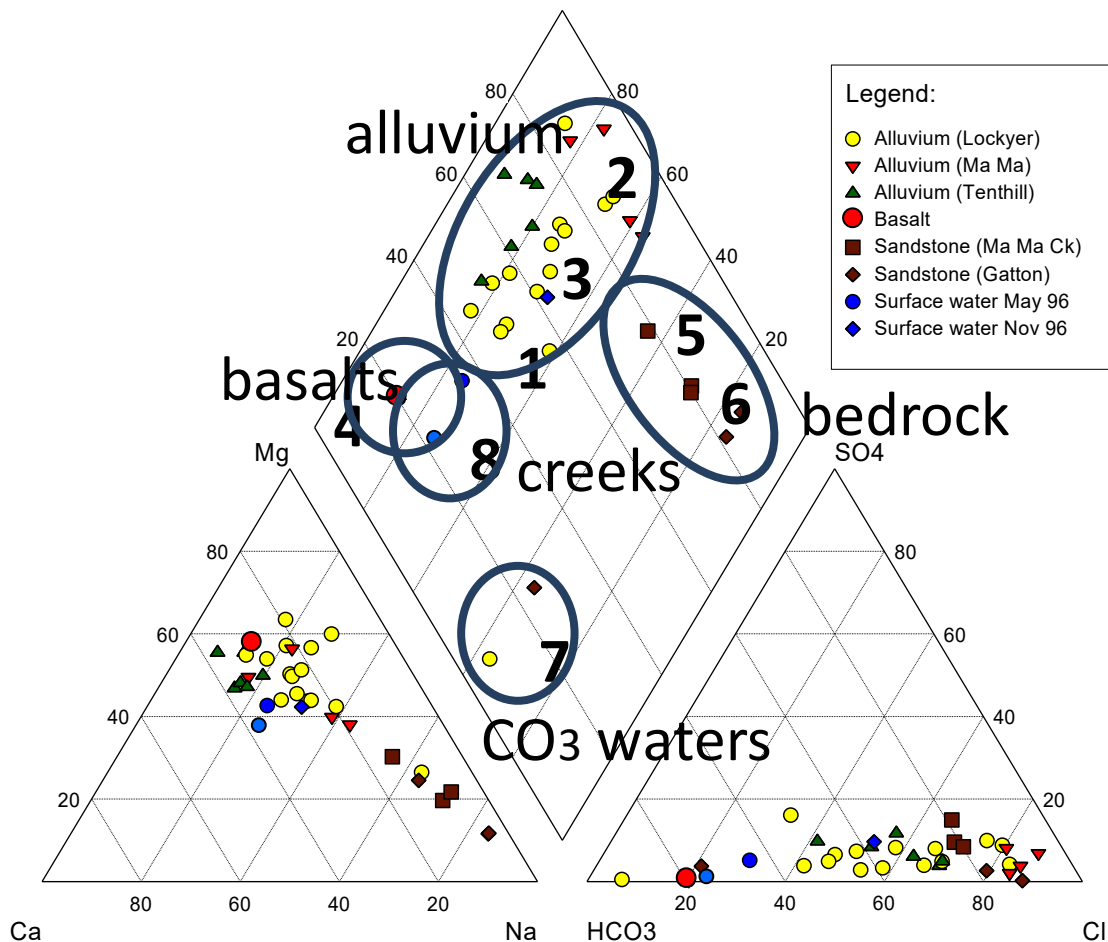 80
80
alluvium
60
2
60
40
3
40
20
1
5
20
basalts
4
6
bedrock
8
creeks
Mg
SO4
80
80
60
60
7
40
CO3 waters
40
20
20
80
60
40
20
20
40
60
80
Ca
Na
HCO3
Cl
Legend:
Alluvium (Lockyer)
Alluvium (Ma Ma)
Alluvium (Tenthill)
Basalt
Sandstone (Ma Ma Ck)
Sandstone (Gatton)
Surface water May 96
Surface water Nov 96